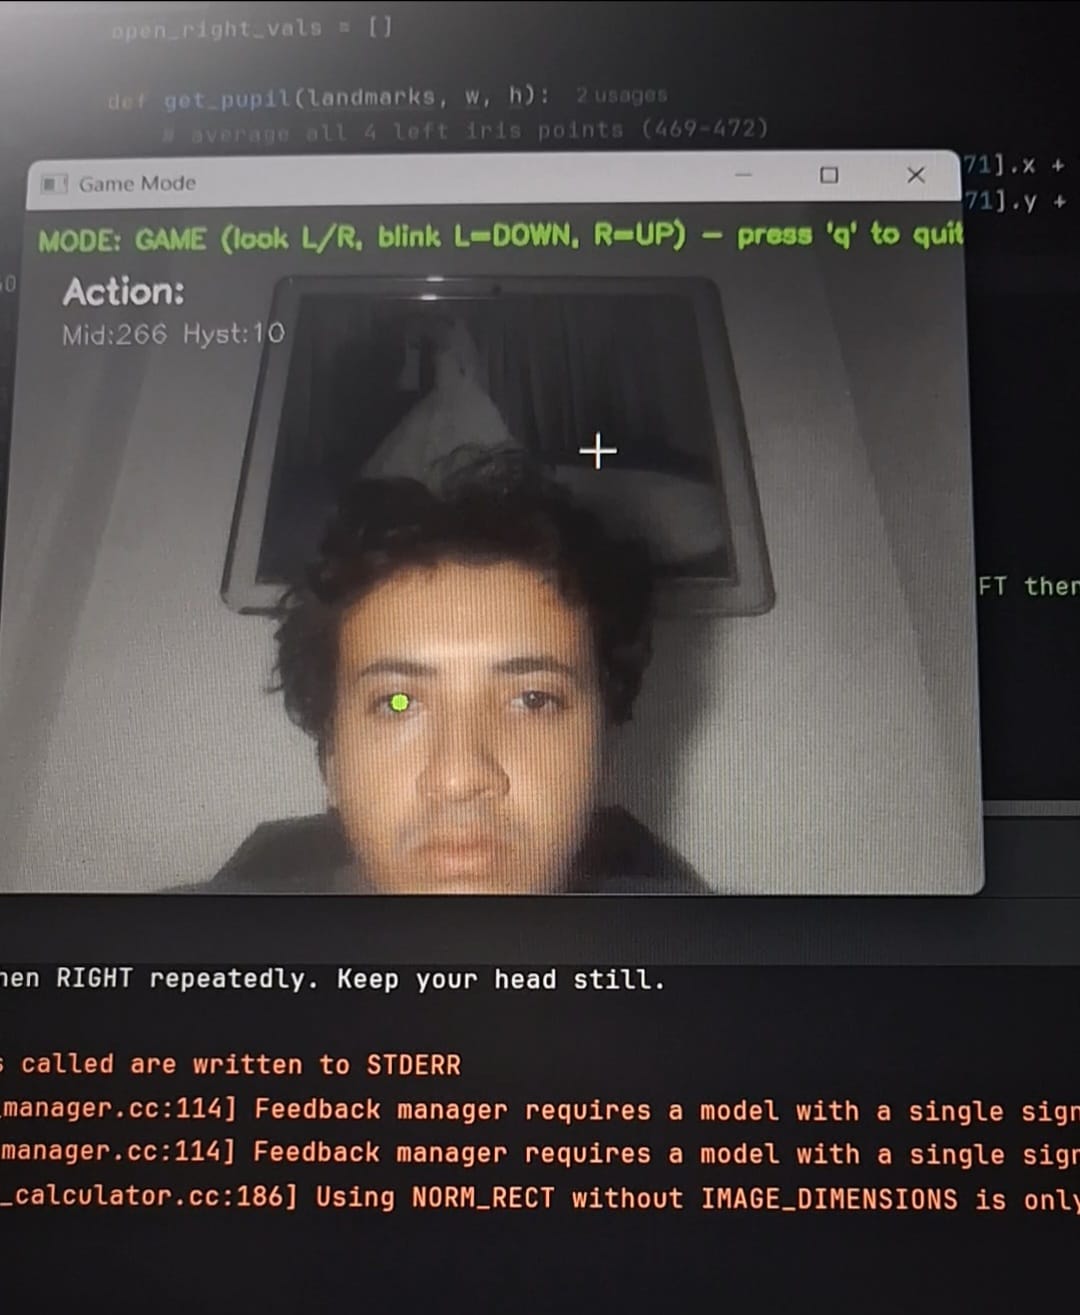 open_right_vals = []
def get_pupil(landmarks, w, h): 2 usages
# average all 4 left iris points (469-472)
71].x +
71].y +
Game Mode
MODE: GAME (look L/R, blink L=DOWN, R=UP) - press 'q' to quit
Action:
Mid:266 Hyst:10
FT then
hen RIGHT repeatedly. Keep your head still.
s called are written to STDERR
_manager.cc:114] Feedback manager requires a model with a single sign
manager.cc:114] Feedback manager requires a model with a single sign
_calculator.cc:186] Using NORM_RECT without IMAGE_DIMENSIONS is only